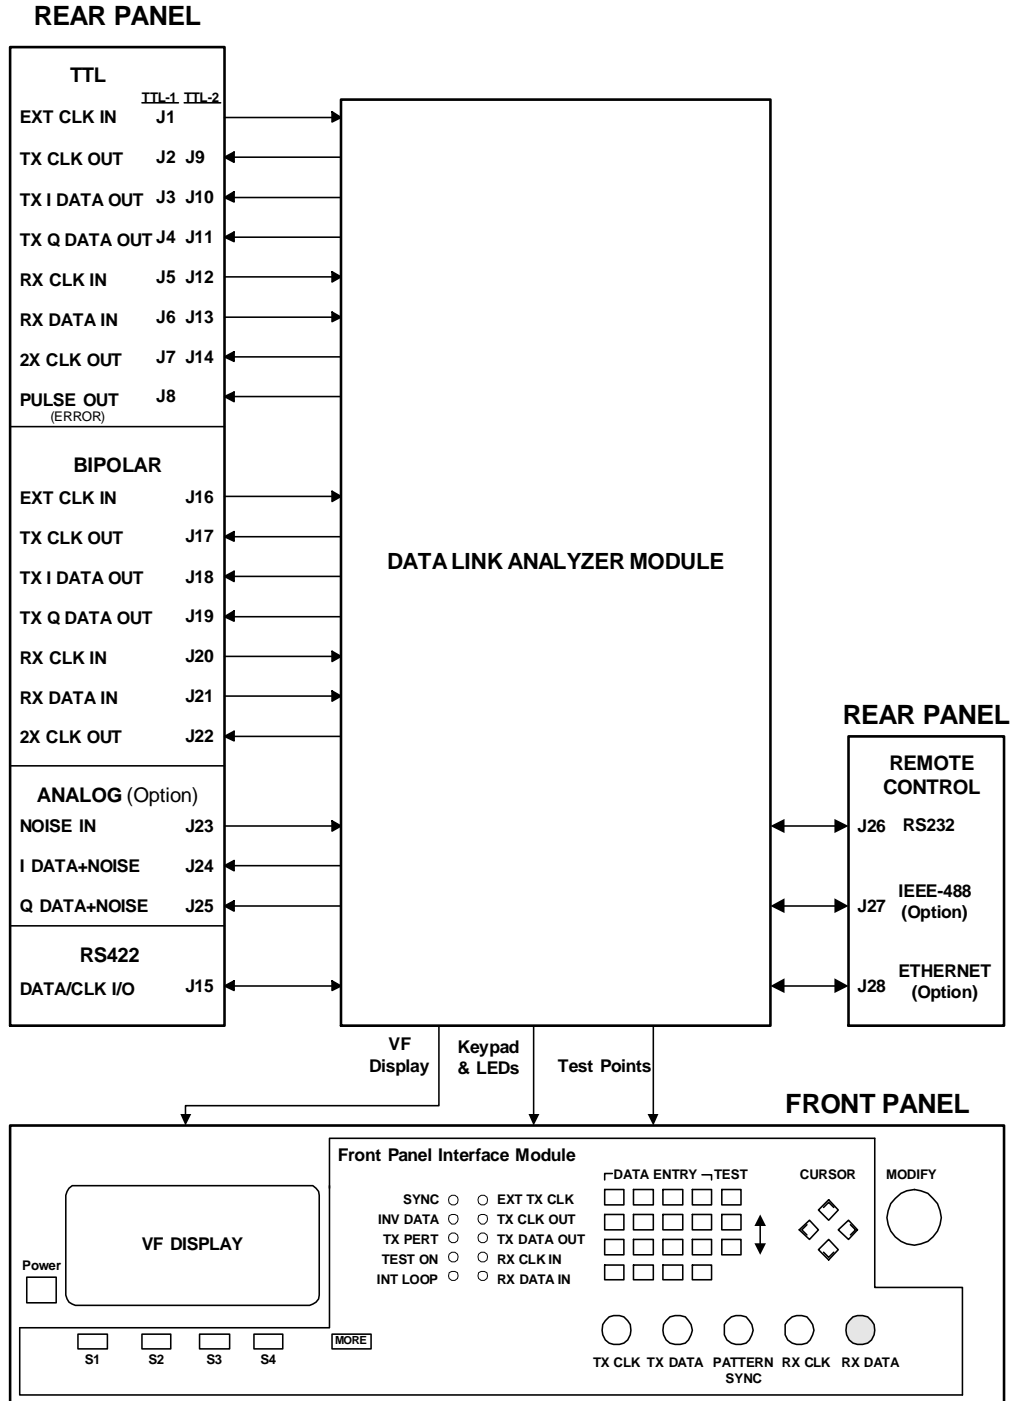 REAR PANEL
TTL
TTL-1 TTL-2
EXT CLK IN J1
TX CLK OUT J2 J9
TX I DATA OUT J3 J10
TX Q DATA OUT J4 J11
RX CLK IN J5 J12
RX DATA IN J6 J13
2X CLK OUT J7 J14
PULSE OUT J8
(ERROR)
BIPOLAR
EXT CLK IN J16
TX CLK OUT J17
TX I DATA OUT J18
TX Q DATA OUT J19
RX CLK IN J20
RX DATA IN J21
2X CLK OUT J22
ANALOG (Option)
NOISE IN J23
I DATA+NOISE J24
Q DATA+NOISE J25
RS422
DATA/CLK I/O J15
DATA LINK ANALYZER MODULE
REAR PANEL
REMOTE
CONTROL
J26 RS232
J27 IEEE-488
(Option)
J28 ETHERNET
(Option)
VF
Display
Keypad
& LEDs
Test Points
FRONT PANEL
Front Panel Interface Module
VF DISPLAY
Power
SYNC EXT TX CLK
INV DATA TX CLK OUT
TX PERT TX DATA OUT
TEST ON RX CLK IN
INT LOOP RX DATA IN
DATA ENTRY TEST
CURSOR
MODIFY
S1 S2 S3 S4
MORE
TX CLK TX DATA PATTERN
SYNC
RX CLK RX DATA